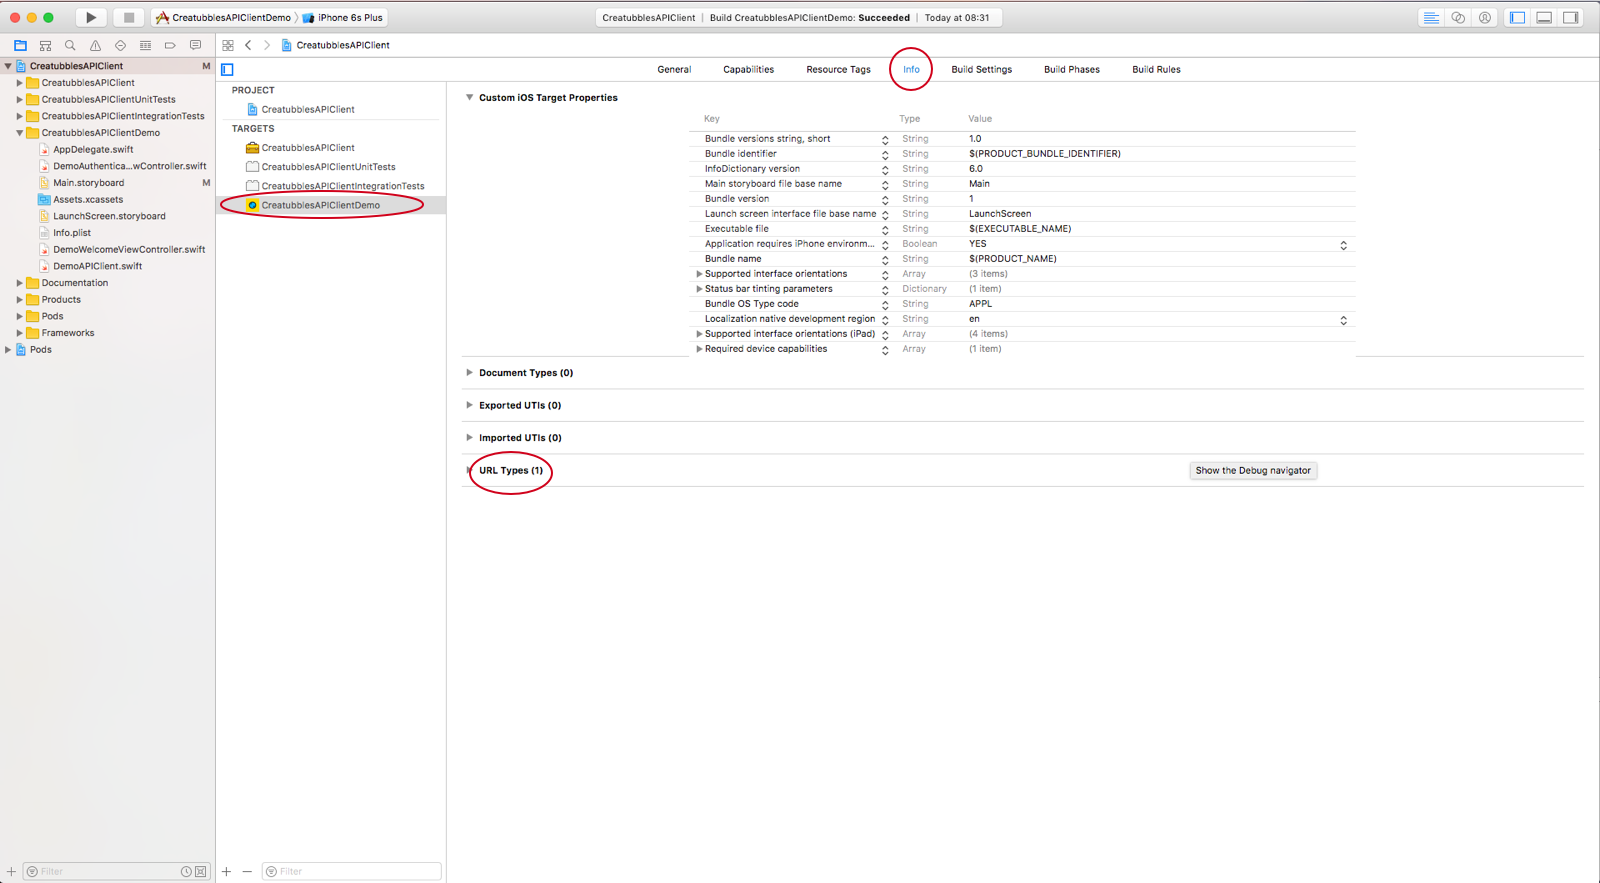 CreatubblesAPIClientDemo
iPhone 6s Plus
CreatubblesAPIClient | Build CreatubblesAPIClientDemo: Succeeded | Today at 08:31
CreatubblesAPIClient
CreatubblesAPIClient M
CreatubblesAPIClient
CreatubblesAPIClientUnitTests
CreatubblesAPIClientIntegrationTests
CreatubblesAPIClientDemo
AppDelegate.swift
DemoAuthentica...wController.swift
Main.storyboard M
Assets.xcassets
LaunchScreen.storyboard
Info.plist
DemoWelcomeViewController.swift
DemoAPIClient.swift
Documentation
Products
Pods
Frameworks
Pods
Filter
PROJECT
CreatubblesAPIClient
TARGETS
CreatubblesAPIClient
CreatubblesAPIClientUnitTests
CreatubblesAPIClientIntegrationTests
CreatubblesAPIClientDemo
Filter
General Capabilities Resource Tags Info Build Settings Build Phases Build Rules
Custom iOS Target Properties
Key Type Value
Bundle versions string, short String 1.0
Bundle identifier String $(PRODUCT_BUNDLE_IDENTIFIER)
InfoDictionary version String 6.0
Main storyboard file base name String Main
Bundle version String 1
Launch screen interface file base name String LaunchScreen
Executable file String $(EXECUTABLE_NAME)
Application requires iPhone environm... Boolean YES
Bundle name String $(PRODUCT_NAME)
Supported interface orientations Array (3 items)
Status bar tinting parameters Dictionary (1 item)
Bundle OS Type code String APPL
Localization native development region String en
Supported interface orientations (iPad) Array (4 items)
Required device capabilities Array (1 item)
Document Types (0)
Exported UTIs (0)
Imported UTIs (0)
URL Types (1)
Show the Debug navigator